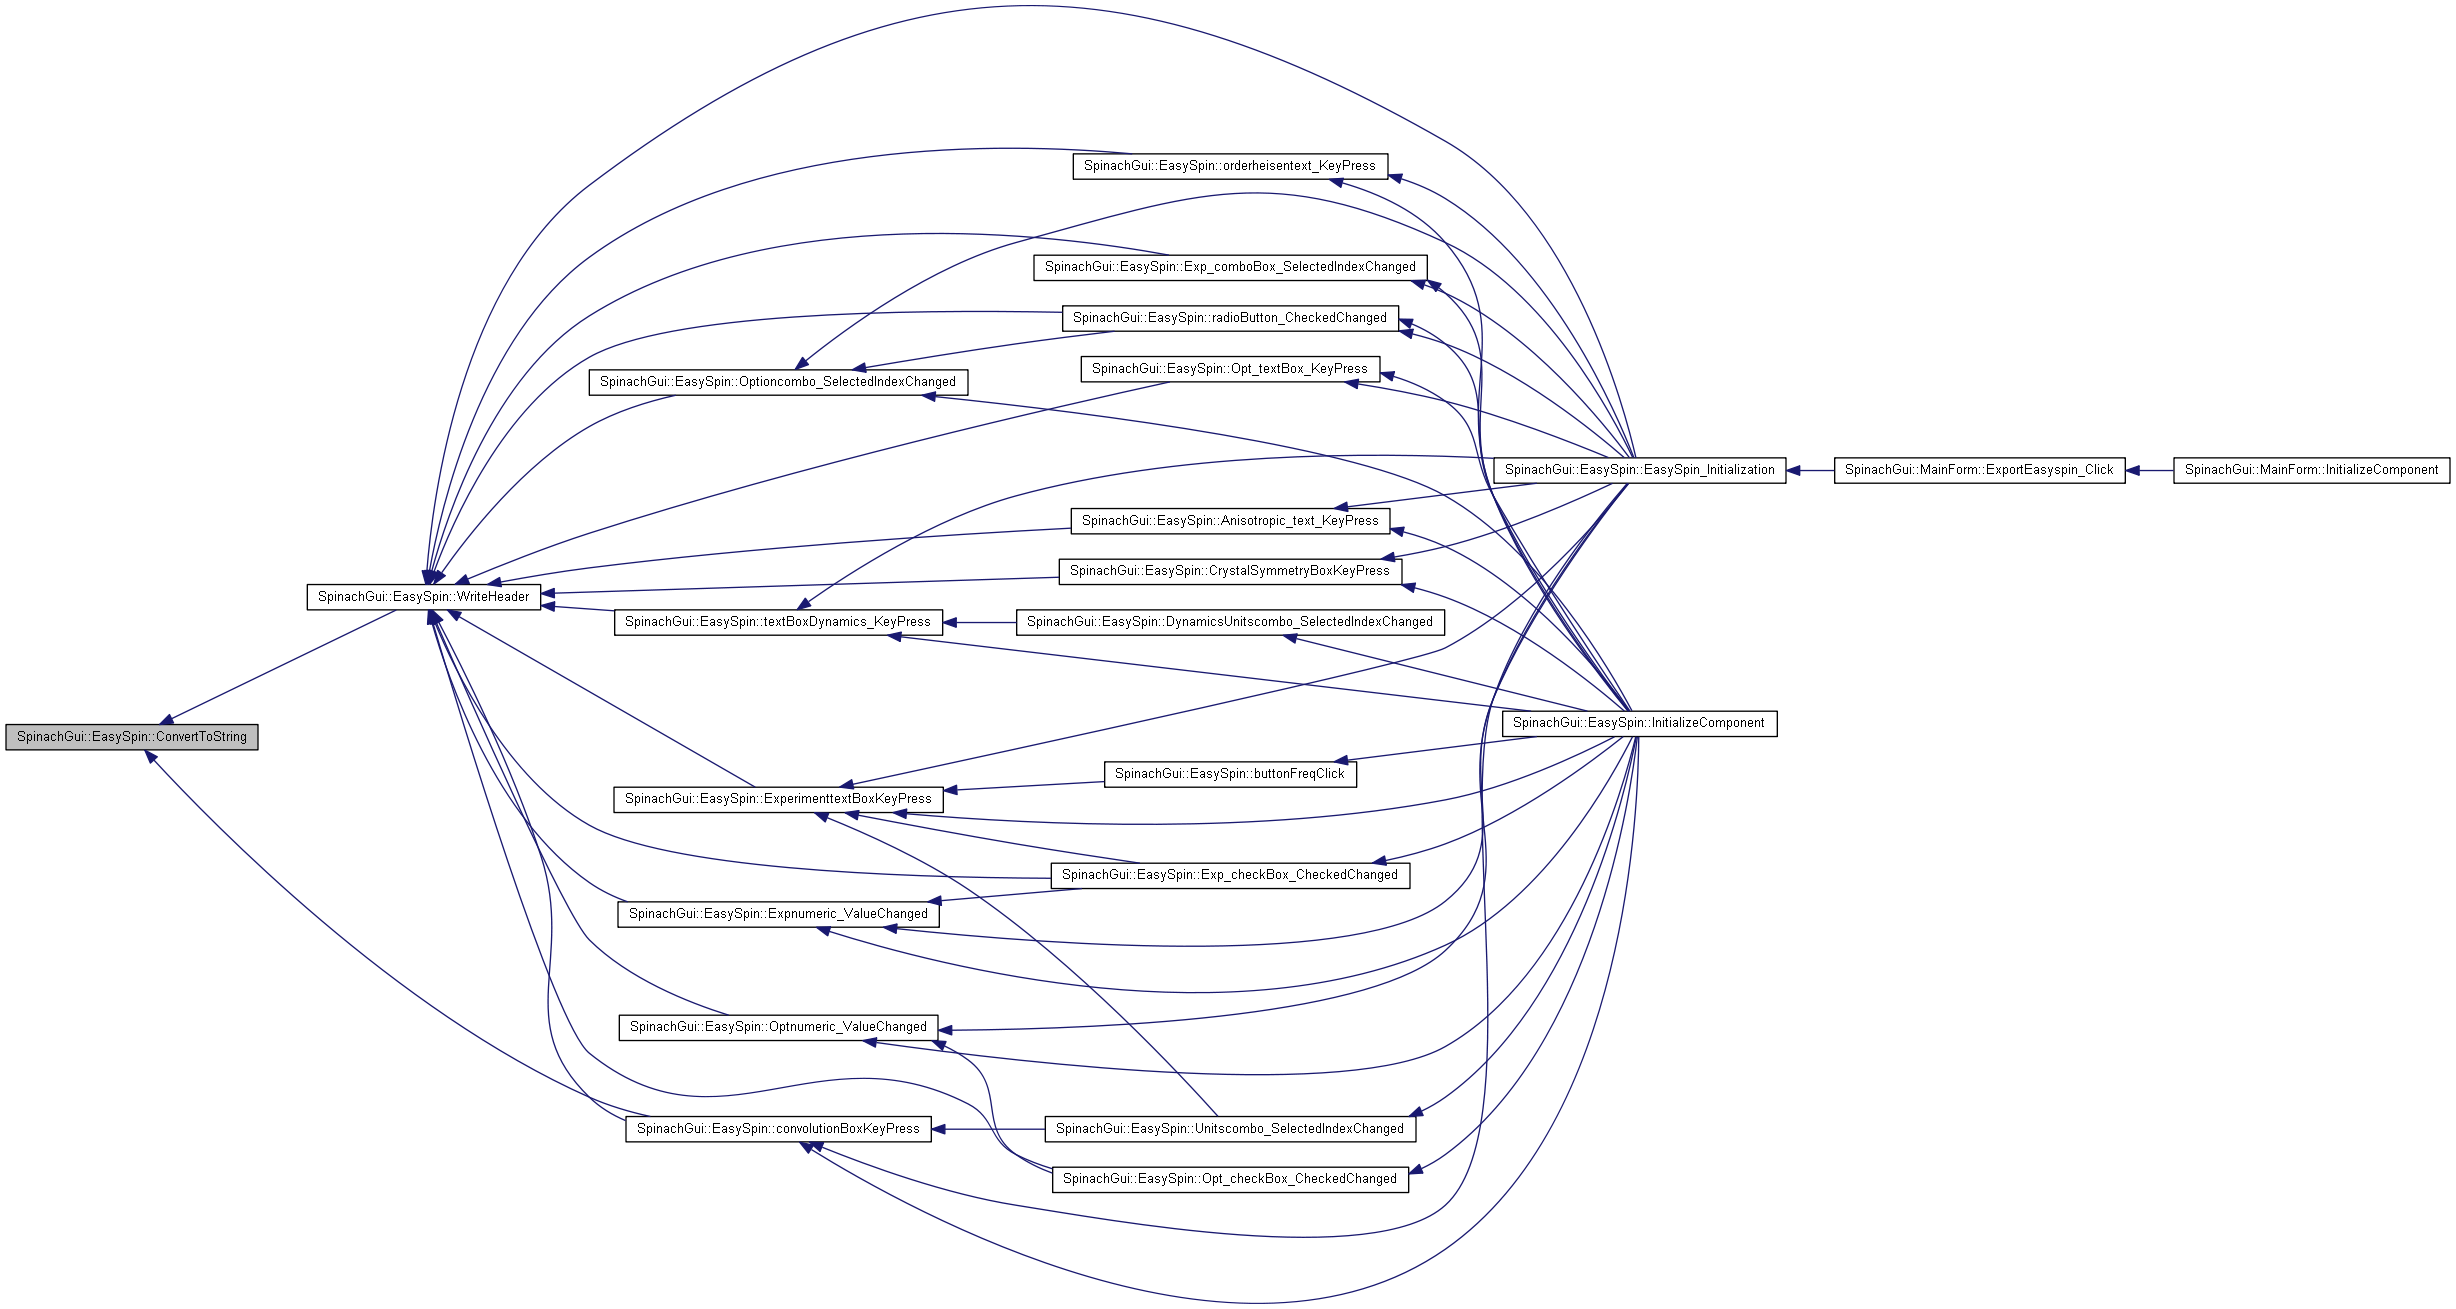 SpinachGui::EasySpin::orderheisentext_KeyPress
SpinachGui::EasySpin::Exp_comboBox_SelectedIndexChanged
SpinachGui::EasySpin::radioButton_CheckedChanged
SpinachGui::EasySpin::Opt_textBox_KeyPress
SpinachGui::EasySpin::Optioncombo_SelectedIndexChanged
SpinachGui::EasySpin::EasySpin_Initialization
SpinachGui::MainForm::ExportEasyspin_Click
SpinachGui::MainForm::InitializeComponent
SpinachGui::EasySpin::Anisotropic_text_KeyPress
SpinachGui::EasySpin::CrystalSymmetryBoxKeyPress
SpinachGui::EasySpin::WriteHeader
SpinachGui::EasySpin::textBoxDynamics_KeyPress
SpinachGui::EasySpin::DynamicsUnitscombo_SelectedIndexChanged
SpinachGui::EasySpin::InitializeComponent
SpinachGui::EasySpin::ConvertToString
SpinachGui::EasySpin::buttonFreqClick
SpinachGui::EasySpin::ExperimenttextBoxKeyPress
SpinachGui::EasySpin::Exp_checkBox_CheckedChanged
SpinachGui::EasySpin::Expnumeric_ValueChanged
SpinachGui::EasySpin::Optnumeric_ValueChanged
SpinachGui::EasySpin::convolutionBoxKeyPress
SpinachGui::EasySpin::Unitscombo_SelectedIndexChanged
SpinachGui::EasySpin::Opt_checkBox_CheckedChanged